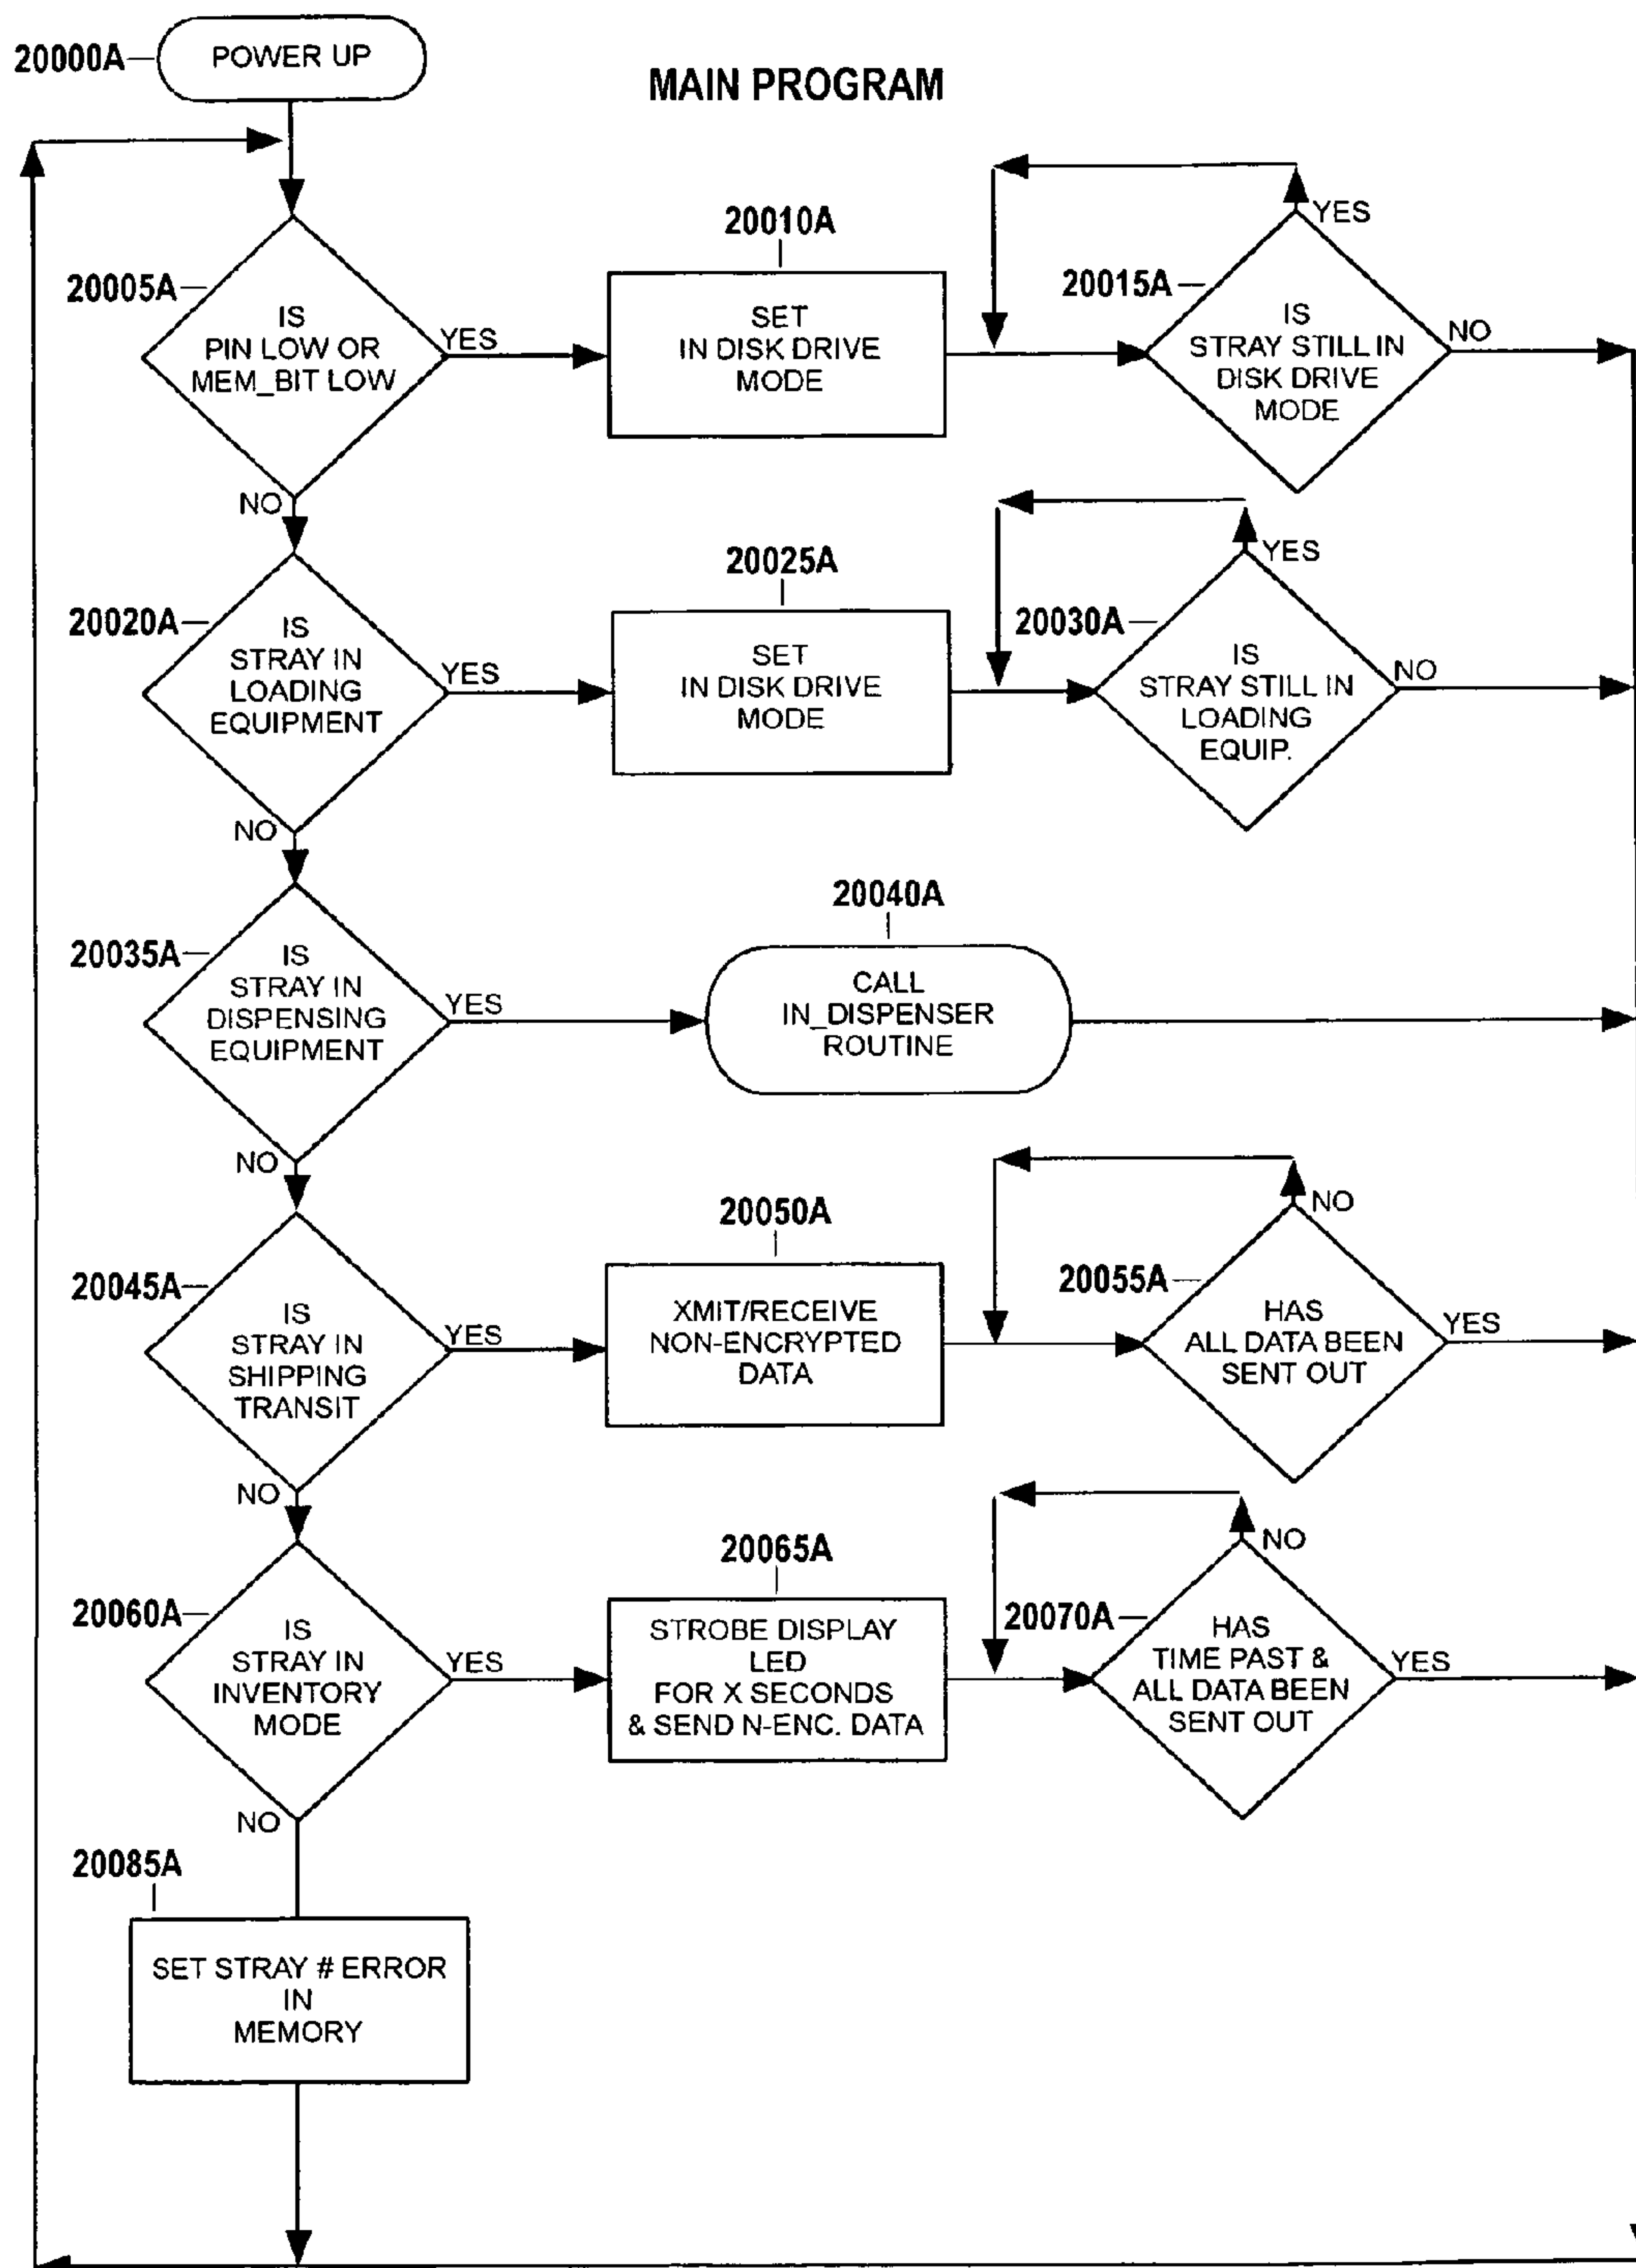 20000A
POWER UP
MAIN PROGRAM
20005A
IS
PIN LOW OR
MEM_BIT LOW
YES
NO
20010A
SET
IN DISK DRIVE
MODE
20015A
IS
STRAY STILL IN
DISK DRIVE
MODE
YES
NO
20020A
IS
STRAY IN
LOADING
EQUIPMENT
YES
NO
20025A
SET
IN DISK DRIVE
MODE
20030A
IS
STRAY STILL IN
LOADING
EQUIP.
YES
NO
20035A
IS
STRAY IN
DISPENSING
EQUIPMENT
YES
NO
20040A
CALL
IN_DISPENSER
ROUTINE
20045A
IS
STRAY IN
SHIPPING
TRANSIT
YES
NO
20050A
XMIT/RECEIVE
NON-ENCRYPTED
DATA
20055A
HAS
ALL DATA BEEN
SENT OUT
NO
YES
20060A
IS
STRAY IN
INVENTORY
MODE
YES
NO
20065A
STROBE DISPLAY
LED
FOR X SECONDS
& SEND N-ENC. DATA
20070A
HAS
TIME PAST &
ALL DATA BEEN
SENT OUT
NO
YES
20085A
SET STRAY # ERROR
IN
MEMORY